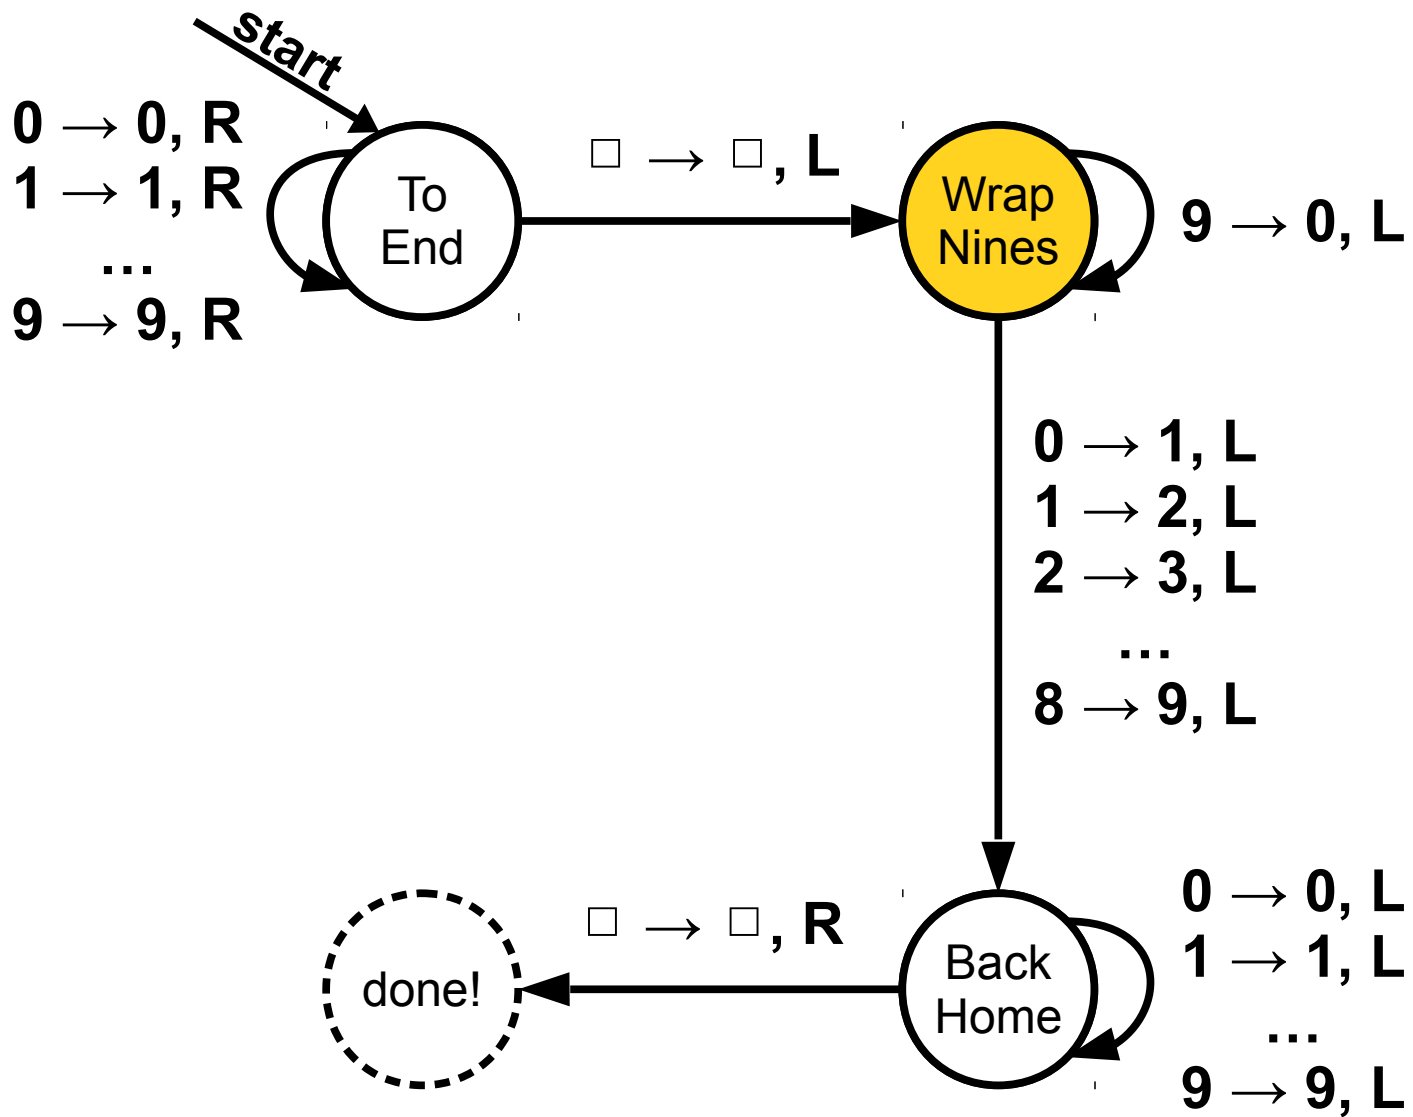 start
0 → 0, R
1 → 1, R
…
9 → 9, R
To
End
□ → □, L
Wrap
Nines
9 → 0, L
0 → 1, L
1 → 2, L
2 → 3, L
…
8 → 9, L
done!
□ → □, R
Back
Home
0 → 0, L
1 → 1, L
…
9 → 9, L